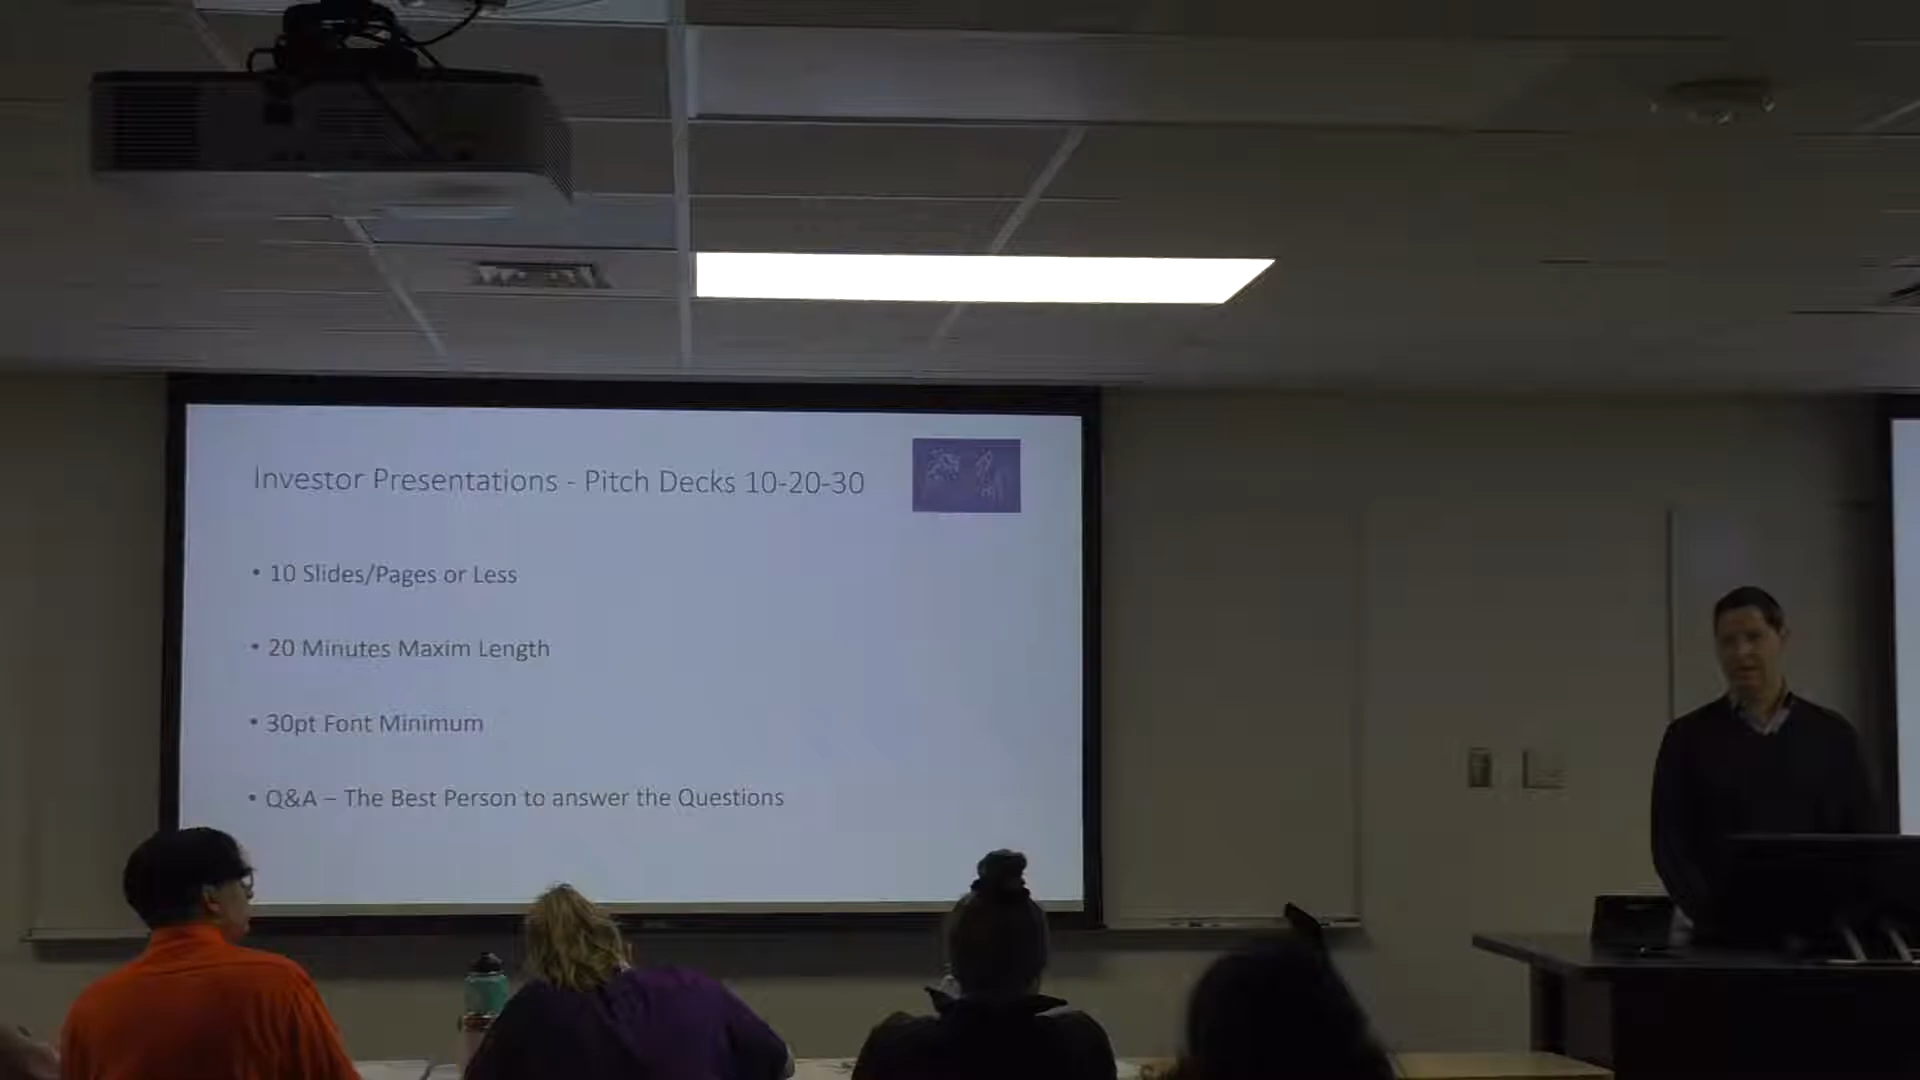 Investor Presentations - Pitch Decks 10-20-30
• 10 Slides/Pages or Less
• 20 Minutes Maxim Length
• 30pt Font Minimum
• Q&A – The Best Person to answer the Questions